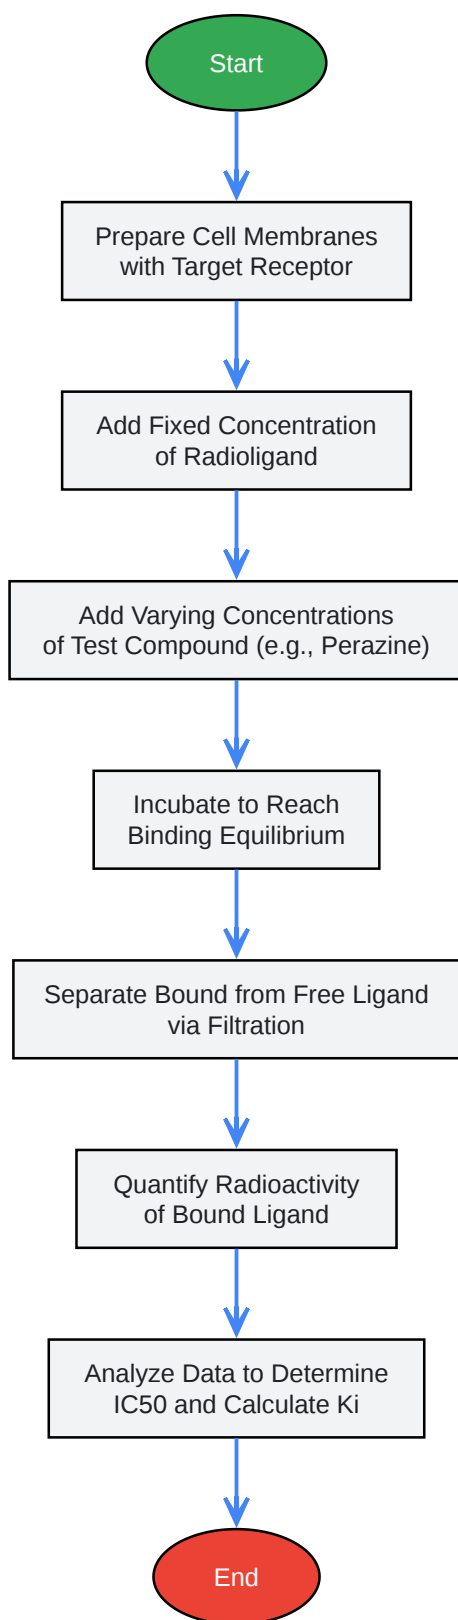 Start
Prepare Cell Membranes
with Target Receptor
Add Fixed Concentration
of Radioligand
Add Varying Concentrations
of Test Compound (e.g., Perazine)
Incubate to Reach
Binding Equilibrium
Separate Bound from Free Ligand
via Filtration
Quantify Radioactivity
of Bound Ligand
Analyze Data to Determine
IC50 and Calculate Ki
End